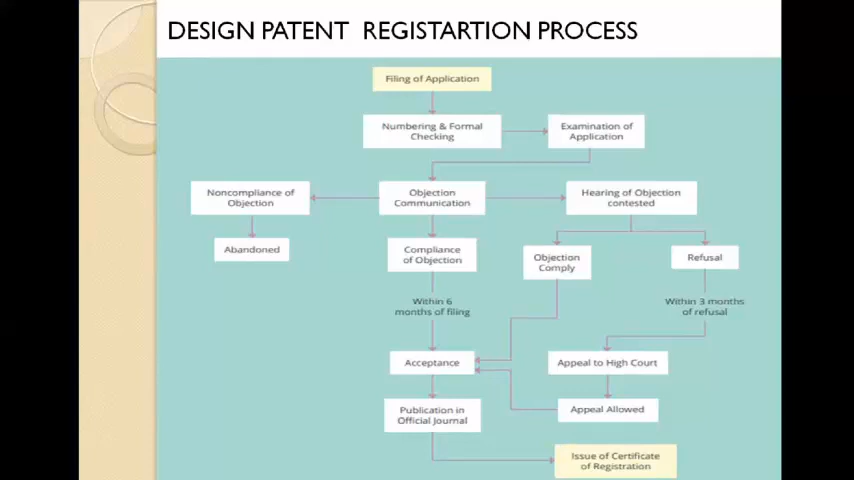 DESIGN PATENT REGISTARTION PROCESS
Filing of Application
Numbering & Formal
Checking
Examination of
Application
Noncompliance of
Objection
Objection
Communication
Hearing of Objection
contested
Abandoned
Compliance
of Objection
Objection
Comply
Refusal
Within 6
months of filing
Within 3 months
of refusal
Acceptance
Appeal to High Court
Publication in
Official Journal
Appeal Allowed
Issue of Certificate
of Registration